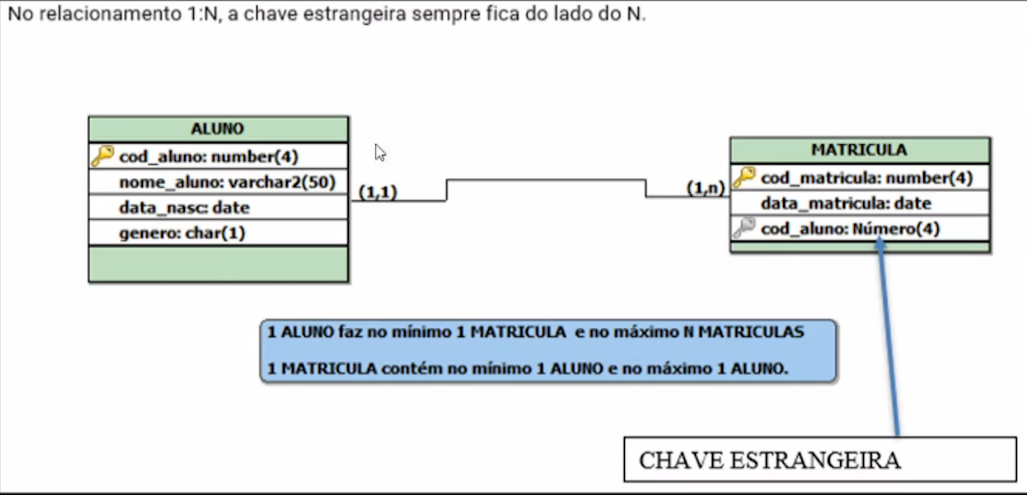 No relacionamento 1:N, a chave estrangeira sempre fica do lado do N.
ALUNO
cod_aluno: number(4)
nome_aluno: varchar2(50)
data_nasc: date
genero: char(1)
(1,1)
(1,n)
MATRICULA
cod_matricula: number(4)
data_matricula: date
cod_aluno: Número(4)
1 ALUNO faz no mínimo 1 MATRICULA e no máximo N MATRICULAS
1 MATRICULA contém no mínimo 1 ALUNO e no máximo 1 ALUNO.
CHAVE ESTRANGEIRA